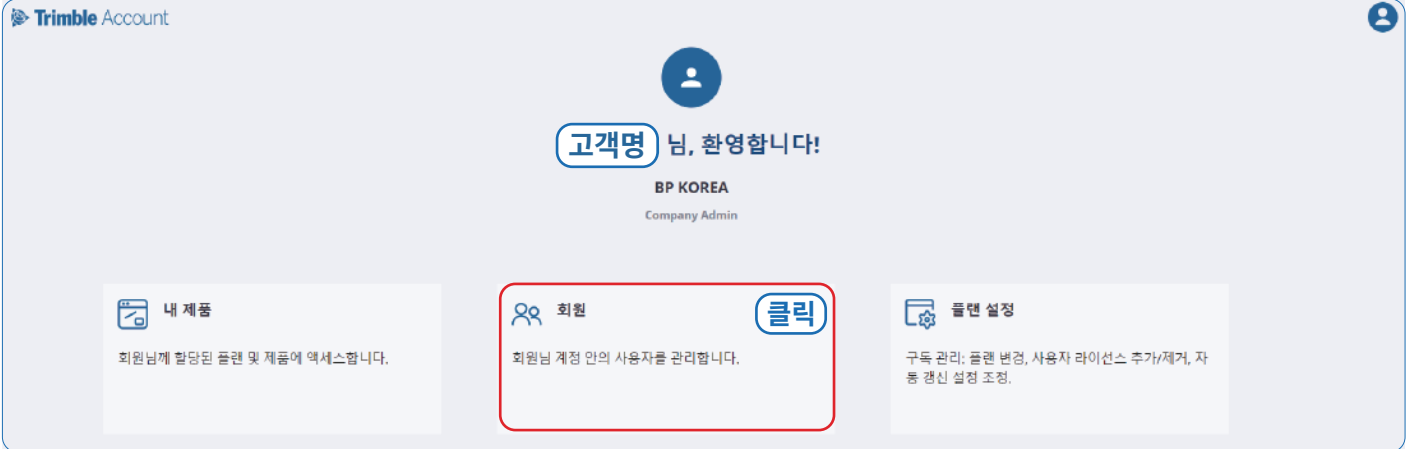 Trimble Account
고객명 님, 환영합니다!
BP KOREA
Company Admin
내 제품
회원님께 할당된 플랜 및 제품에 액세스합니다.
회원
클릭
회원님 계정 안의 사용자를 관리합니다.
플랜 설정
구독 관리: 플랜 변경, 사용자 라이선스 추가/제거, 자
동 갱신 설정 조정.